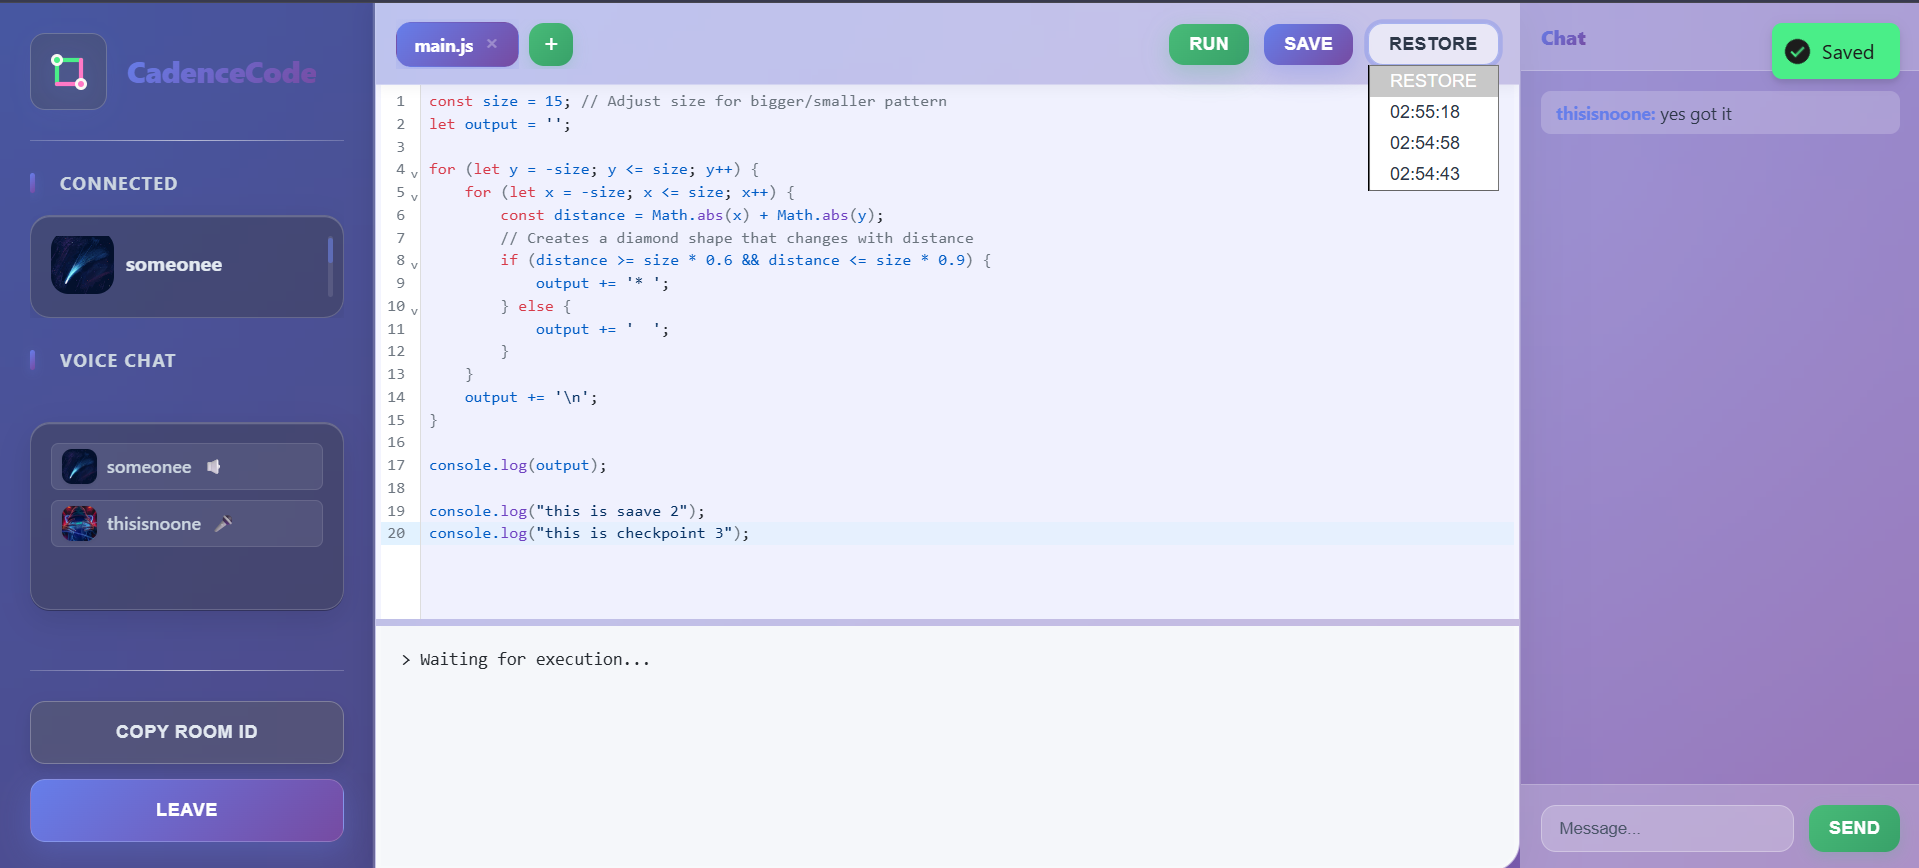 CadenceCode
CONNECTED
someonee
VOICE CHAT
someonee
thisisnoone
COPY ROOM ID
LEAVE
main.js ×
+
RUN
SAVE
RESTORE
RESTORE
02:55:18
02:54:58
02:54:43
1 const size = 15; // Adjust size for bigger/smaller pattern
2 let output = '';
3
4 for (let y = -size; y <= size; y++) {
5     for (let x = -size; x <= size; x++) {
6         const distance = Math.abs(x) + Math.abs(y);
7         // Creates a diamond shape that changes with distance
8         if (distance >= size * 0.6 && distance <= size * 0.9) {
9             output += '* ';
10         } else {
11             output += '  ';
12         }
13     }
14     output += '\n';
15 }
16
17 console.log(output);
18
19 console.log("this is saave 2");
20 console.log("this is checkpoint 3");
> Waiting for execution...
Chat
Saved
thisisnoone: yes got it
Message...
SEND